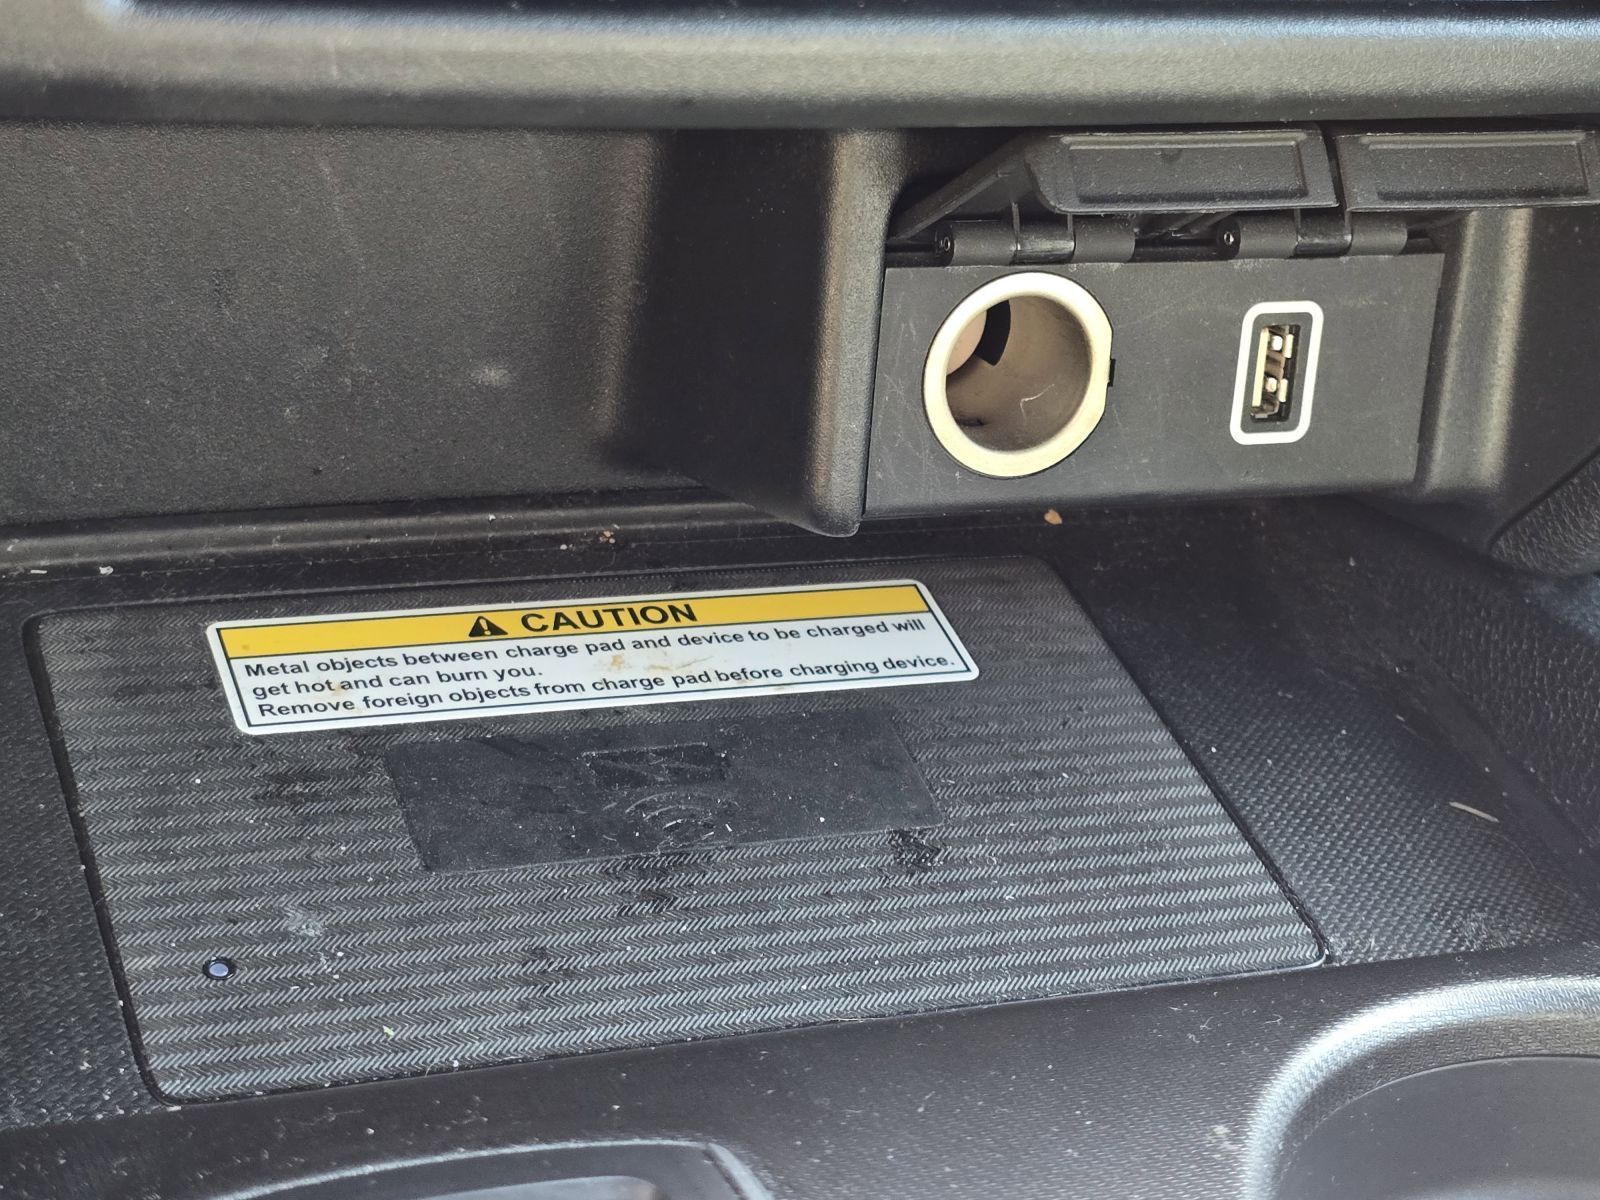 CAUTION
Metal objects between charge pad and device to be charged will
get hot and can burn you.
Remove foreign objects from charge pad before charging device.